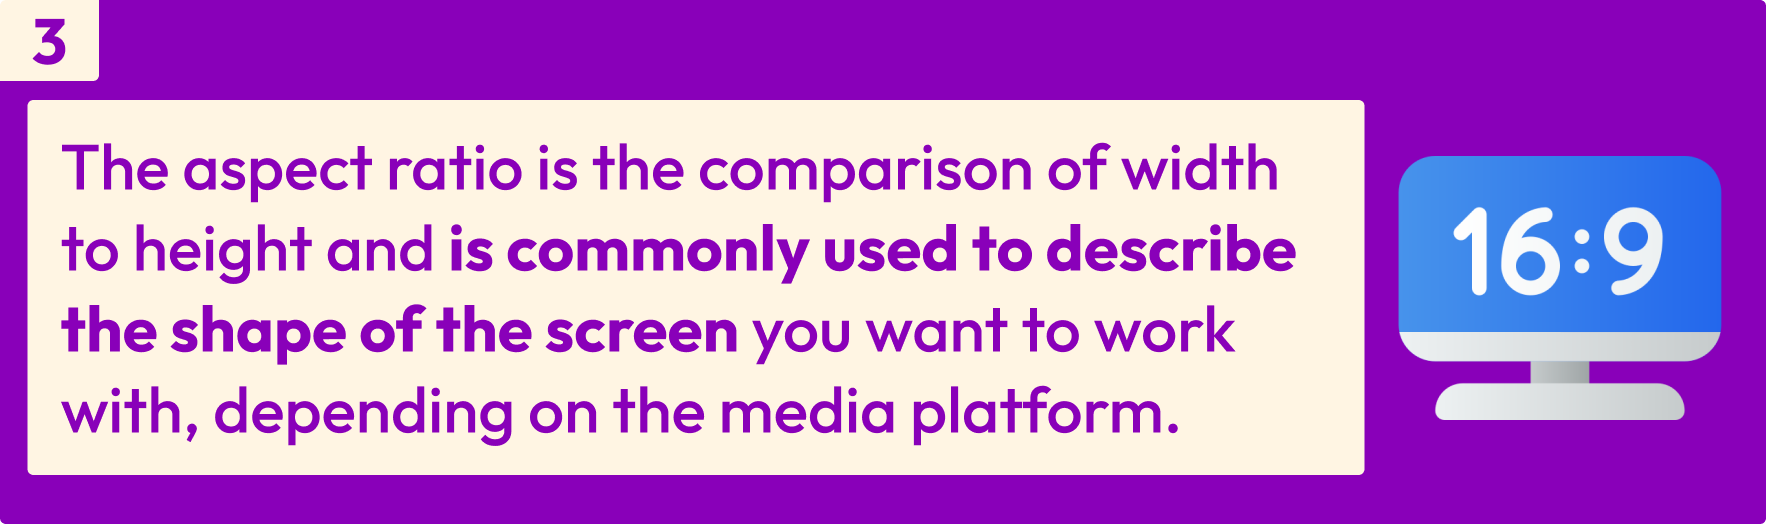 3
The aspect ratio is the comparison of width
to height and is commonly used to describe
the shape of the screen you want to work
with, depending on the media platform.
16:9